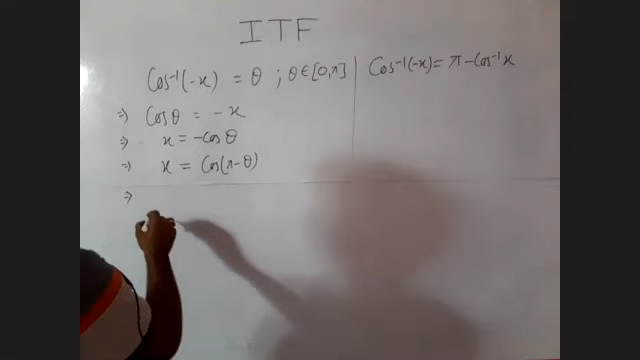 ITF
Cos⁻¹(-x) = θ ; θ ∈ [0,π]
⇒ Cosθ = -x
⇒ x = -cosθ
⇒ x = Cos(π-θ)
⇒
Cos⁻¹(-x) = π - Cos⁻¹x